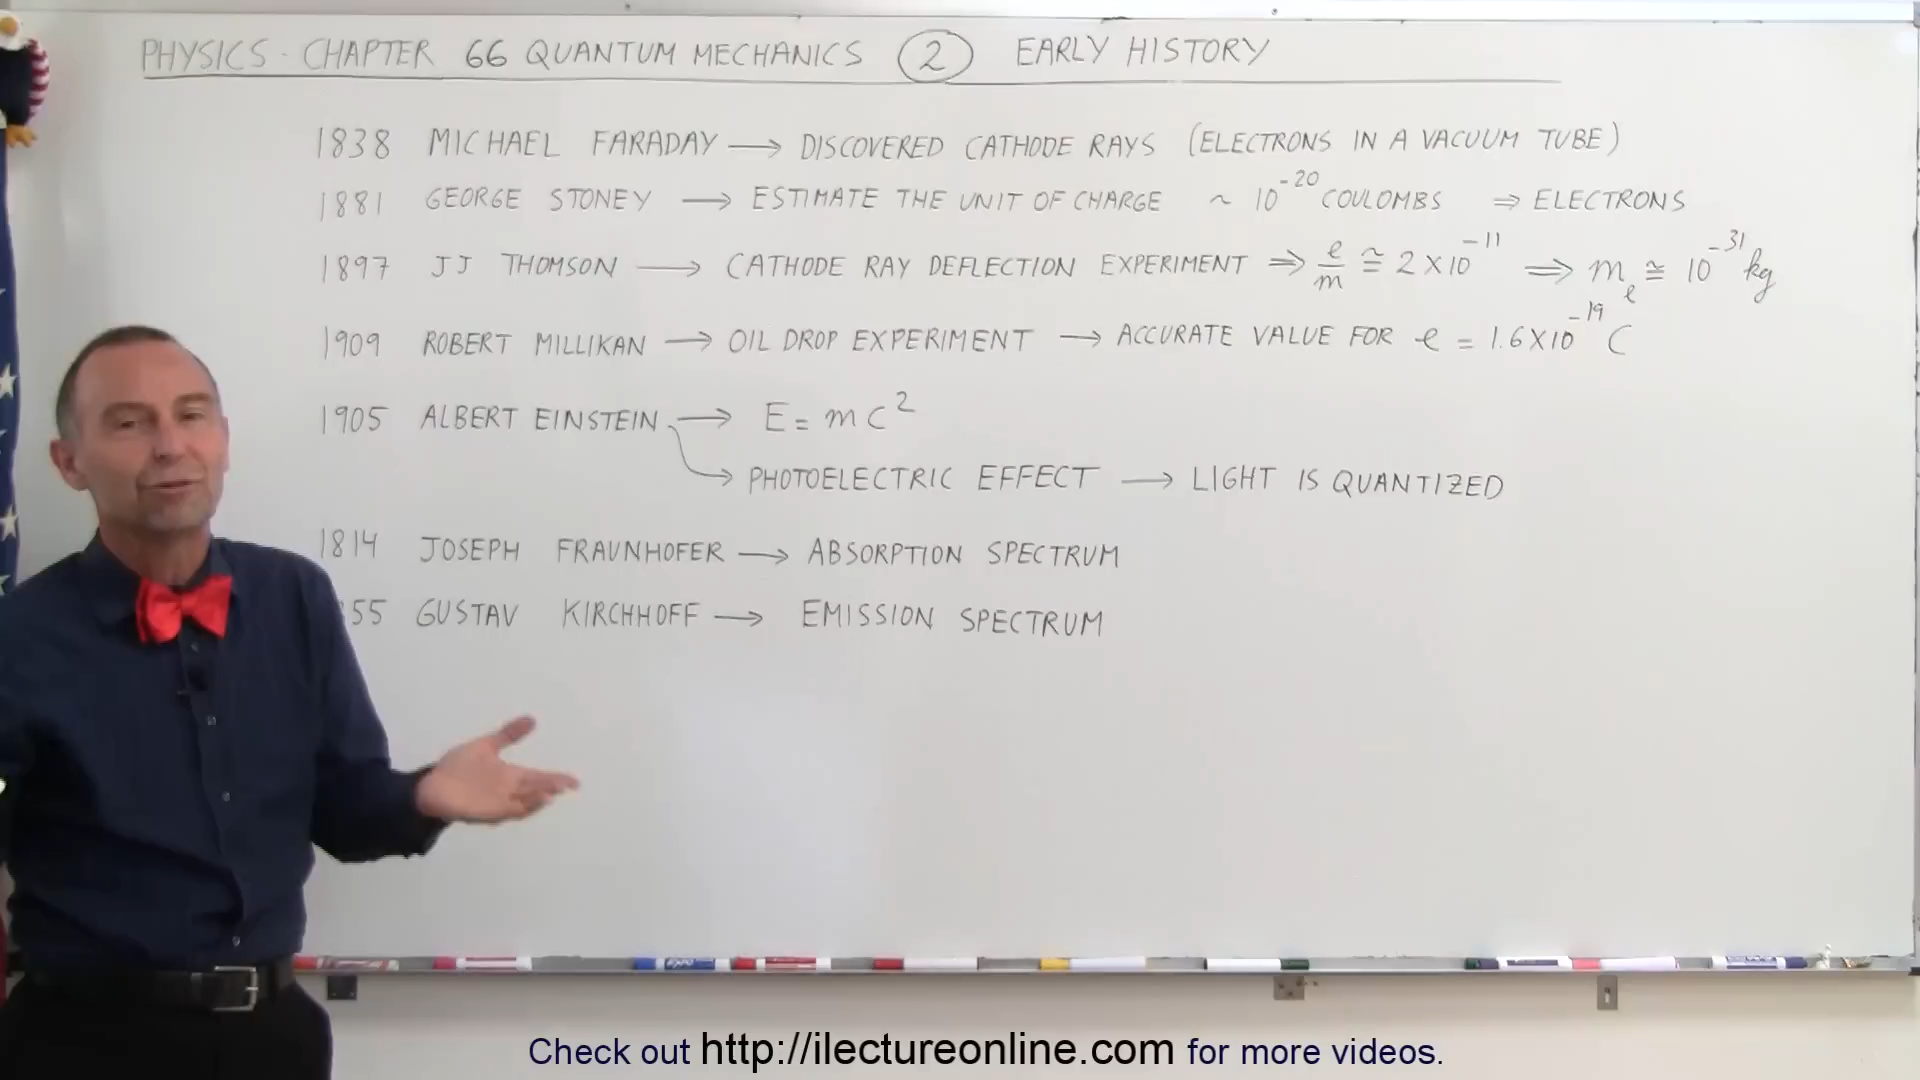 PHYSICS - CHAPTER 66 QUANTUM MECHANICS 2 EARLY HISTORY
1838 MICHAEL FARADAY → DISCOVERED CATHODE RAYS (ELECTRONS IN A VACUUM TUBE)
1881 GEORGE STONEY → ESTIMATE THE UNIT OF CHARGE ~ 10^-20 COULOMBS ⇒ ELECTRONS
1897 JJ THOMSON → CATHODE RAY DEFLECTION EXPERIMENT ⇒ e/m ≅ 2 X 10^-11 ⇒ m_e ≅ 10^-31 kg
1909 ROBERT MILLIKAN → OIL DROP EXPERIMENT → ACCURATE VALUE FOR e = 1.6 X 10^-19 C
1905 ALBERT EINSTEIN → E = mc^2
→ PHOTOELECTRIC EFFECT → LIGHT IS QUANTIZED
1814 JOSEPH FRAUNHOFER → ABSORPTION SPECTRUM
55 GUSTAV KIRCHHOFF → EMISSION SPECTRUM
Check out http://ilectureonline.com for more videos.